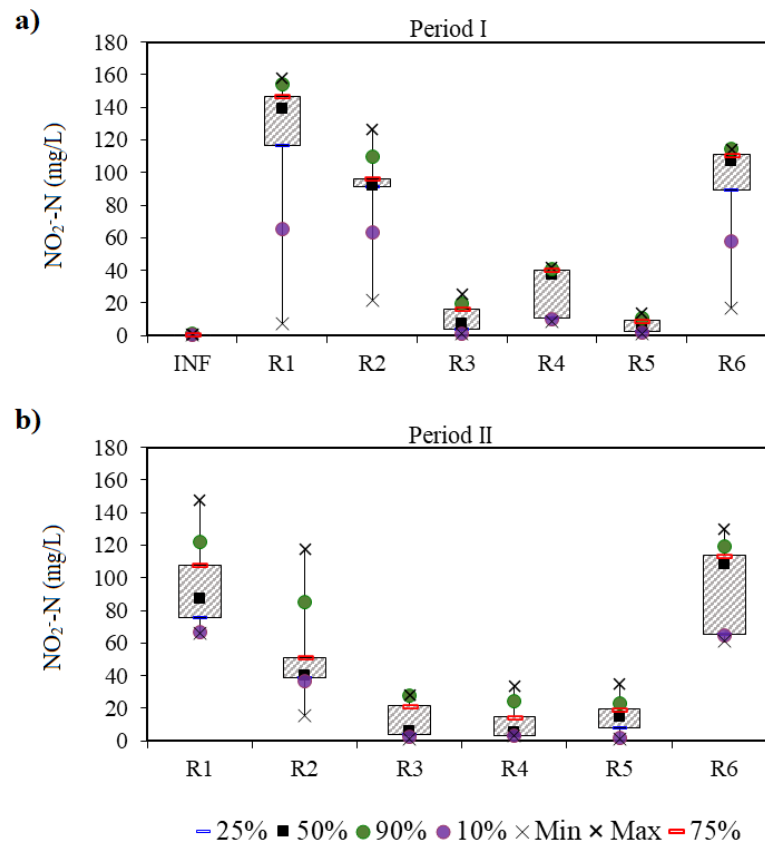 a)
Period I
NO₂⁻-N (mg/L)
180
160
140
120
100
80
60
40
20
0
INF R1 R2 R3 R4 R5 R6
b)
Period II
NO₂⁻-N (mg/L)
180
160
140
120
100
80
60
40
20
0
R1 R2 R3 R4 R5 R6
25% 50% 90% 10% Min Max 75%